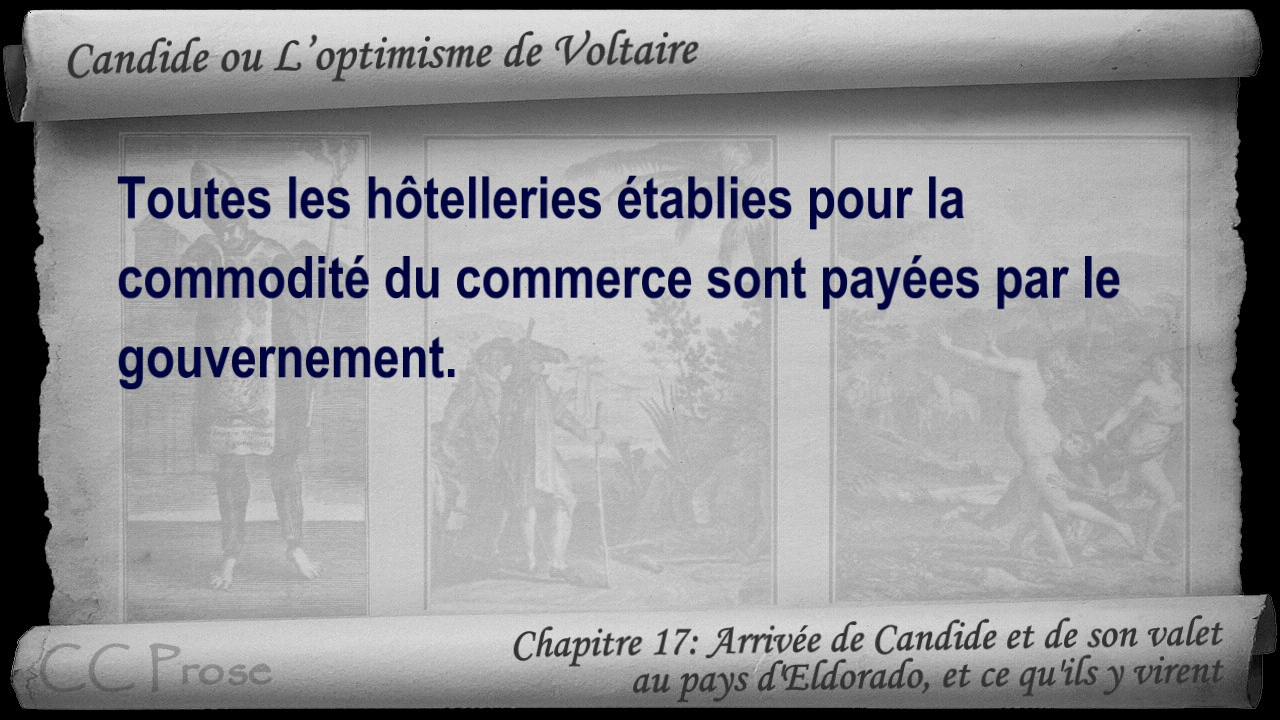 Candide ou L'optimisme de Voltaire
Toutes les hôtelleries établies pour la
commodité du commerce sont payées par le
gouvernement.
Chapitre 17: Arrivée de Candide et de son valet
au pays d'Eldorado, et ce qu'ils y virent
CC Prose